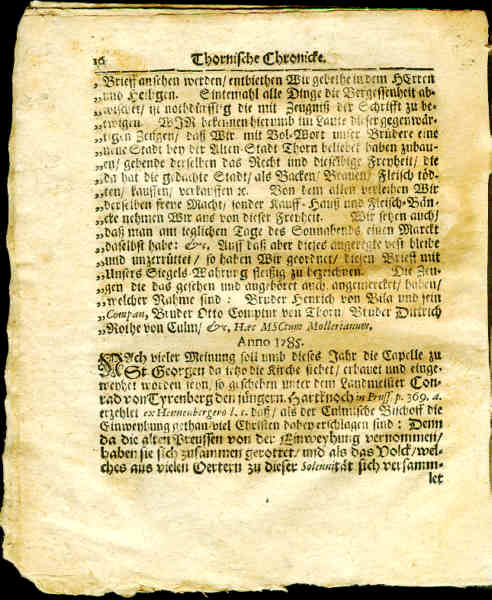 16 Thornische Chronicke.
„Brieff ansehen werden/ entbiethen Wir gebethe in dem HErren
„und Heiligen. Sintemahl alle Dinge die Vergessenheit ab-
„wischet/ ist nothdürfftig die mit Zeugniß der Schrifft zu be-
„ewigen. WIR bekennen hierumb im Laute dieser gegenwär-
„tigen Zeugen/ daß Wir mit Vol-Wort unser Brüdere eine
„neue Stadt bey der Alten-Stadt Thorn beliebet haben zubau-
„en/ gebende derselben das Recht und dieselbige Freyheit/ die
„da hat die gedachte Stadt/ als Backen/ Brauen/ Fleisch töd-
„ten/ kauffen/ verkauffen ꝛc. Von dem allen verleihen Wir
„derselben freye Macht/ sonder Kauff-Hauß und Fleisch-Bän-
„cke nehmen Wir aus von dieser Freyheit. Wir setzen auch/
„daß man am teglichen Tage des Sonnabends einen Marckt
„daselbst habe: &c, Auff daß aber dieses angeregte vest bleibe
„und unzerrüttet/ so haben Wir geordnet/ diesen Brieff mit
„Unsers Siegels Wahrung fleißig zu bezeichnen. Die Zeu-
„gen die das gesehen und angehöret auch angemercket/ haben/
„welcher Nahme sind: Bruder Henrich von Bila und sein
„Compan, Bruder Otto Comptur von Thorn/ Bruder Dittrich
„Rothe von Culm/ &c, Hæc MSCtum Mollerianum.
Anno 1285.
NAch vieler Meinung soll umb dieses Jahr die Capelle zu
St Georgen da itzo die Kirche stehet/ erbauet und einge-
weyhet worden seyn/ so geschehen unter dem Landmeister Con-
rad von Tyrenberg den jüngern. Hartknoch in Pruss. p. 369. a.
erzehlet ex Hennenbergero l. c. daß/ als der Culmische Bischoff die
Einweyhung gethan/ viel Christen dabey erschlagen sind: Denn
da die alten Preussen von der Einweyhung vernommen/
haben sie sich zusammen gerottet/ und als das Volck/ wel-
ches aus vielen Oertern zu dieser Solennität sich versamm-
let